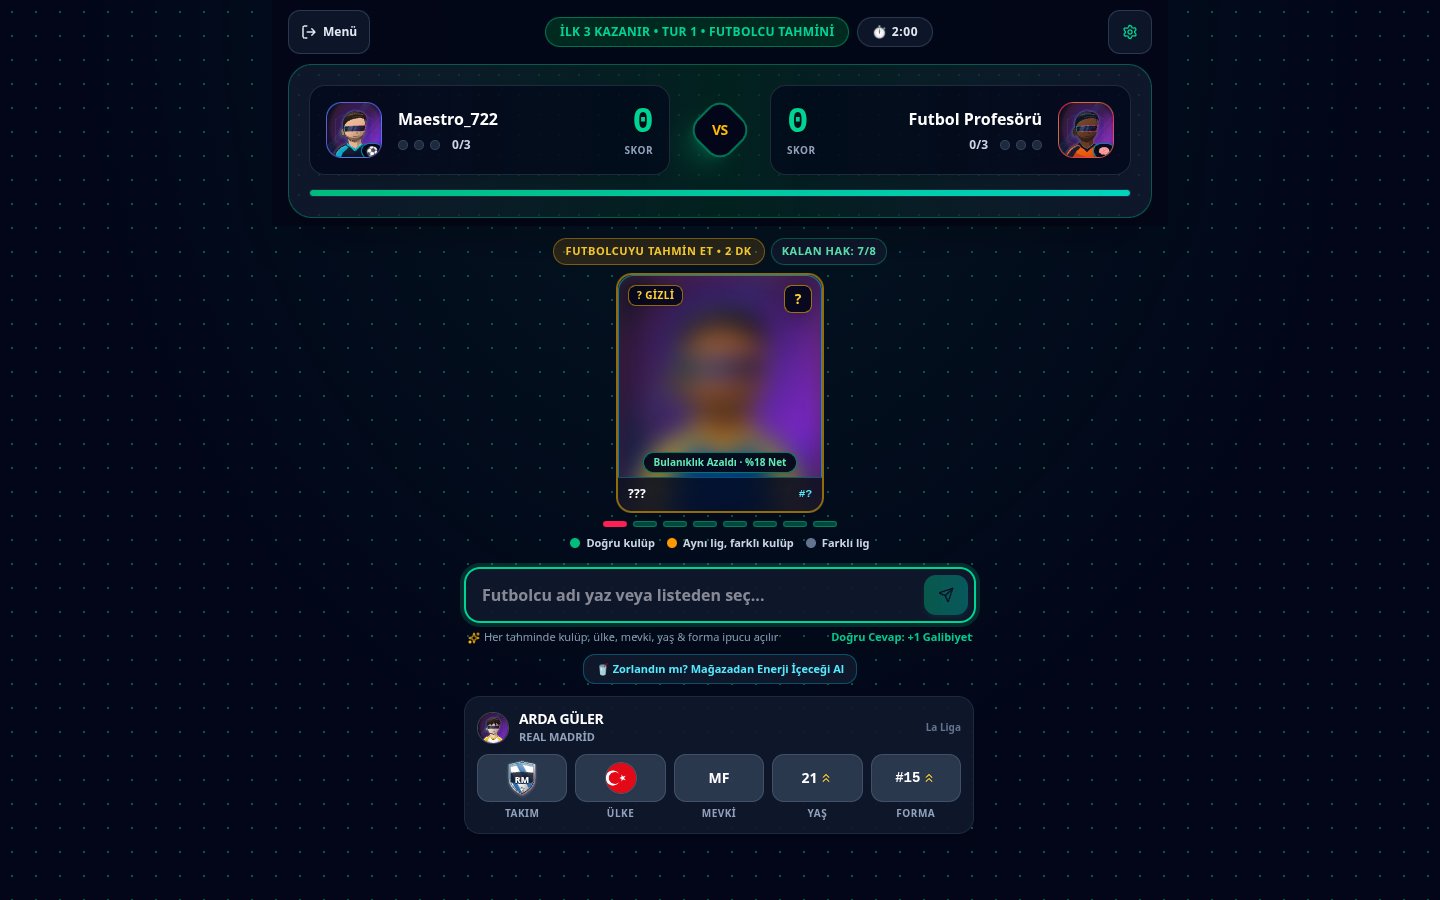 Menü
İLK 3 KAZANIR • TUR 1 • FUTBOLCU TAHMİNİ
2:00
Maestro_722
0/3
0
SKOR
VS
0
SKOR
Futbol Profesörü
0/3
FUTBOLCUYU TAHMİN ET • 2 DK
KALAN HAK: 7/8
? GİZLİ
?
Bulanıklık Azaldı · %18 Net
???
#?
Doğru kulüp
Aynı lig, farklı kulüp
Farklı lig
Futbolcu adı yaz veya listeden seç...
Her tahminde kulüp, ülke, mevki, yaş & forma ipucu açılır
Doğru Cevap: +1 Galibiyet
Zorlandın mı? Mağazadan Enerji İçeceği Al
ARDA GÜLER
REAL MADRİD
La Liga
RM
MF
21
#15
TAKIM
ÜLKE
MEVKİ
YAŞ
FORMA